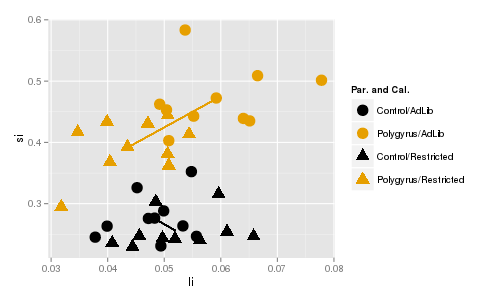 0.6
0.5
0.4
0.3
si
0.03 0.04 0.05 0.06 0.07 0.08
li
Par. and Cal.
Control/AdLib
Polygyrus/AdLib
Control/Restricted
Polygyrus/Restricted